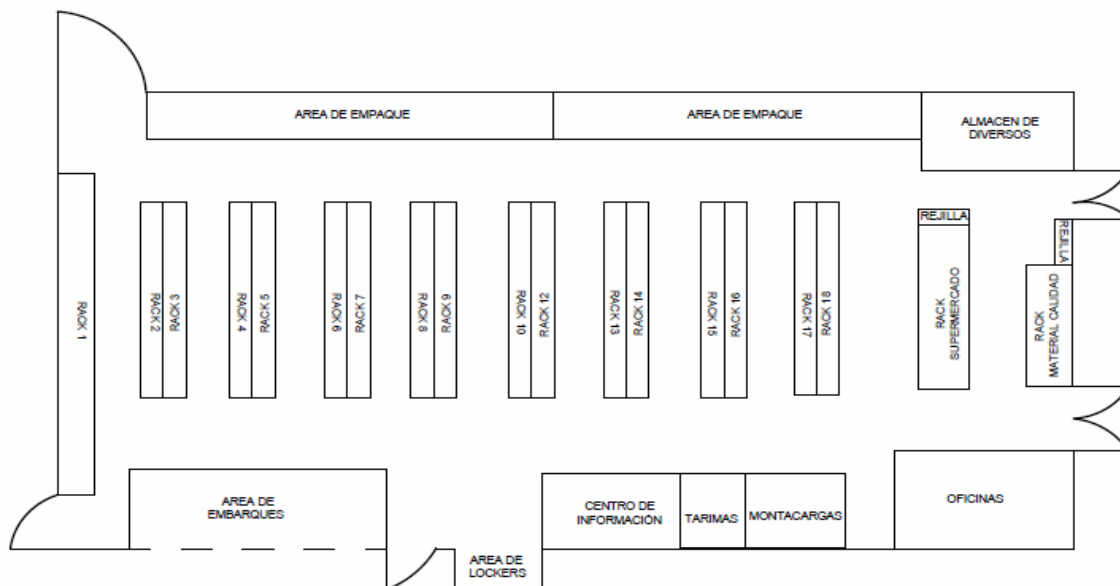 AREA DE EMPAQUE
AREA DE EMPAQUE
ALMACEN DE
DIVERSOS
REJILLA
REJILLA
RACK 1
RACK 2
RACK 3
RACK 4
RACK 5
RACK 6
RACK 7
RACK 8
RACK 9
RACK 10
RACK 12
RACK 13
RACK 14
RACK 15
RACK 16
RACK 17
RACK 18
RACK
SUPERMERCADO
RACK
MATERIAL CALIDAD
AREA DE
EMBARQUES
CENTRO DE
INFORMACIÓN
TARIMAS
MONTACARGAS
OFICINAS
AREA DE
LOCKERS